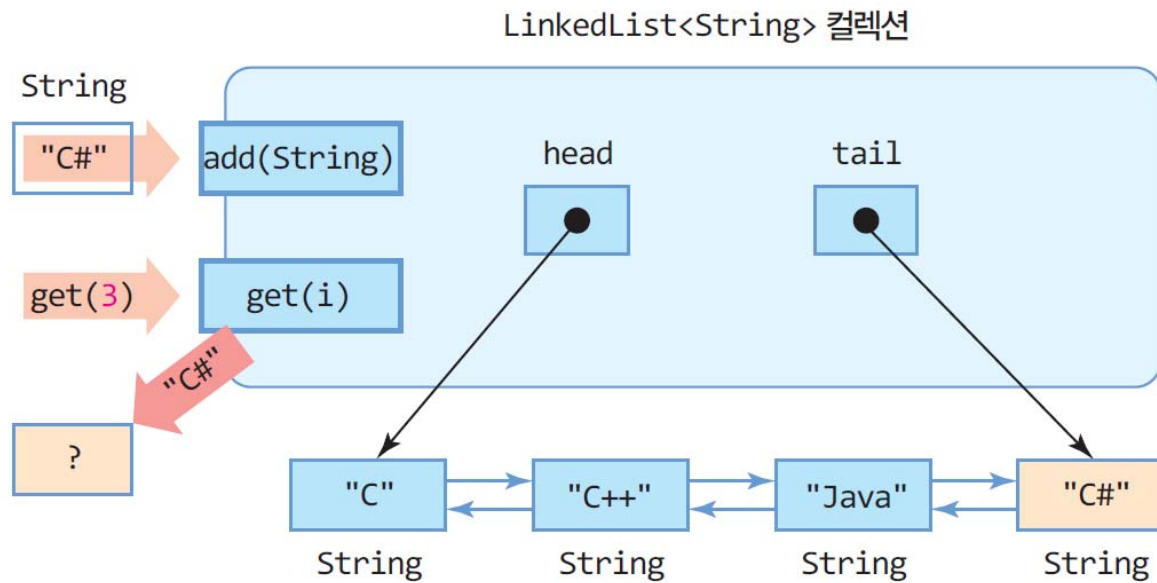 LinkedList<String> 컬렉션
String
"C#"
add(String)
head
tail
get(3)
get(i)
"C#"
?
"C"
"C++"
"Java"
"C#"
String
String
String
String